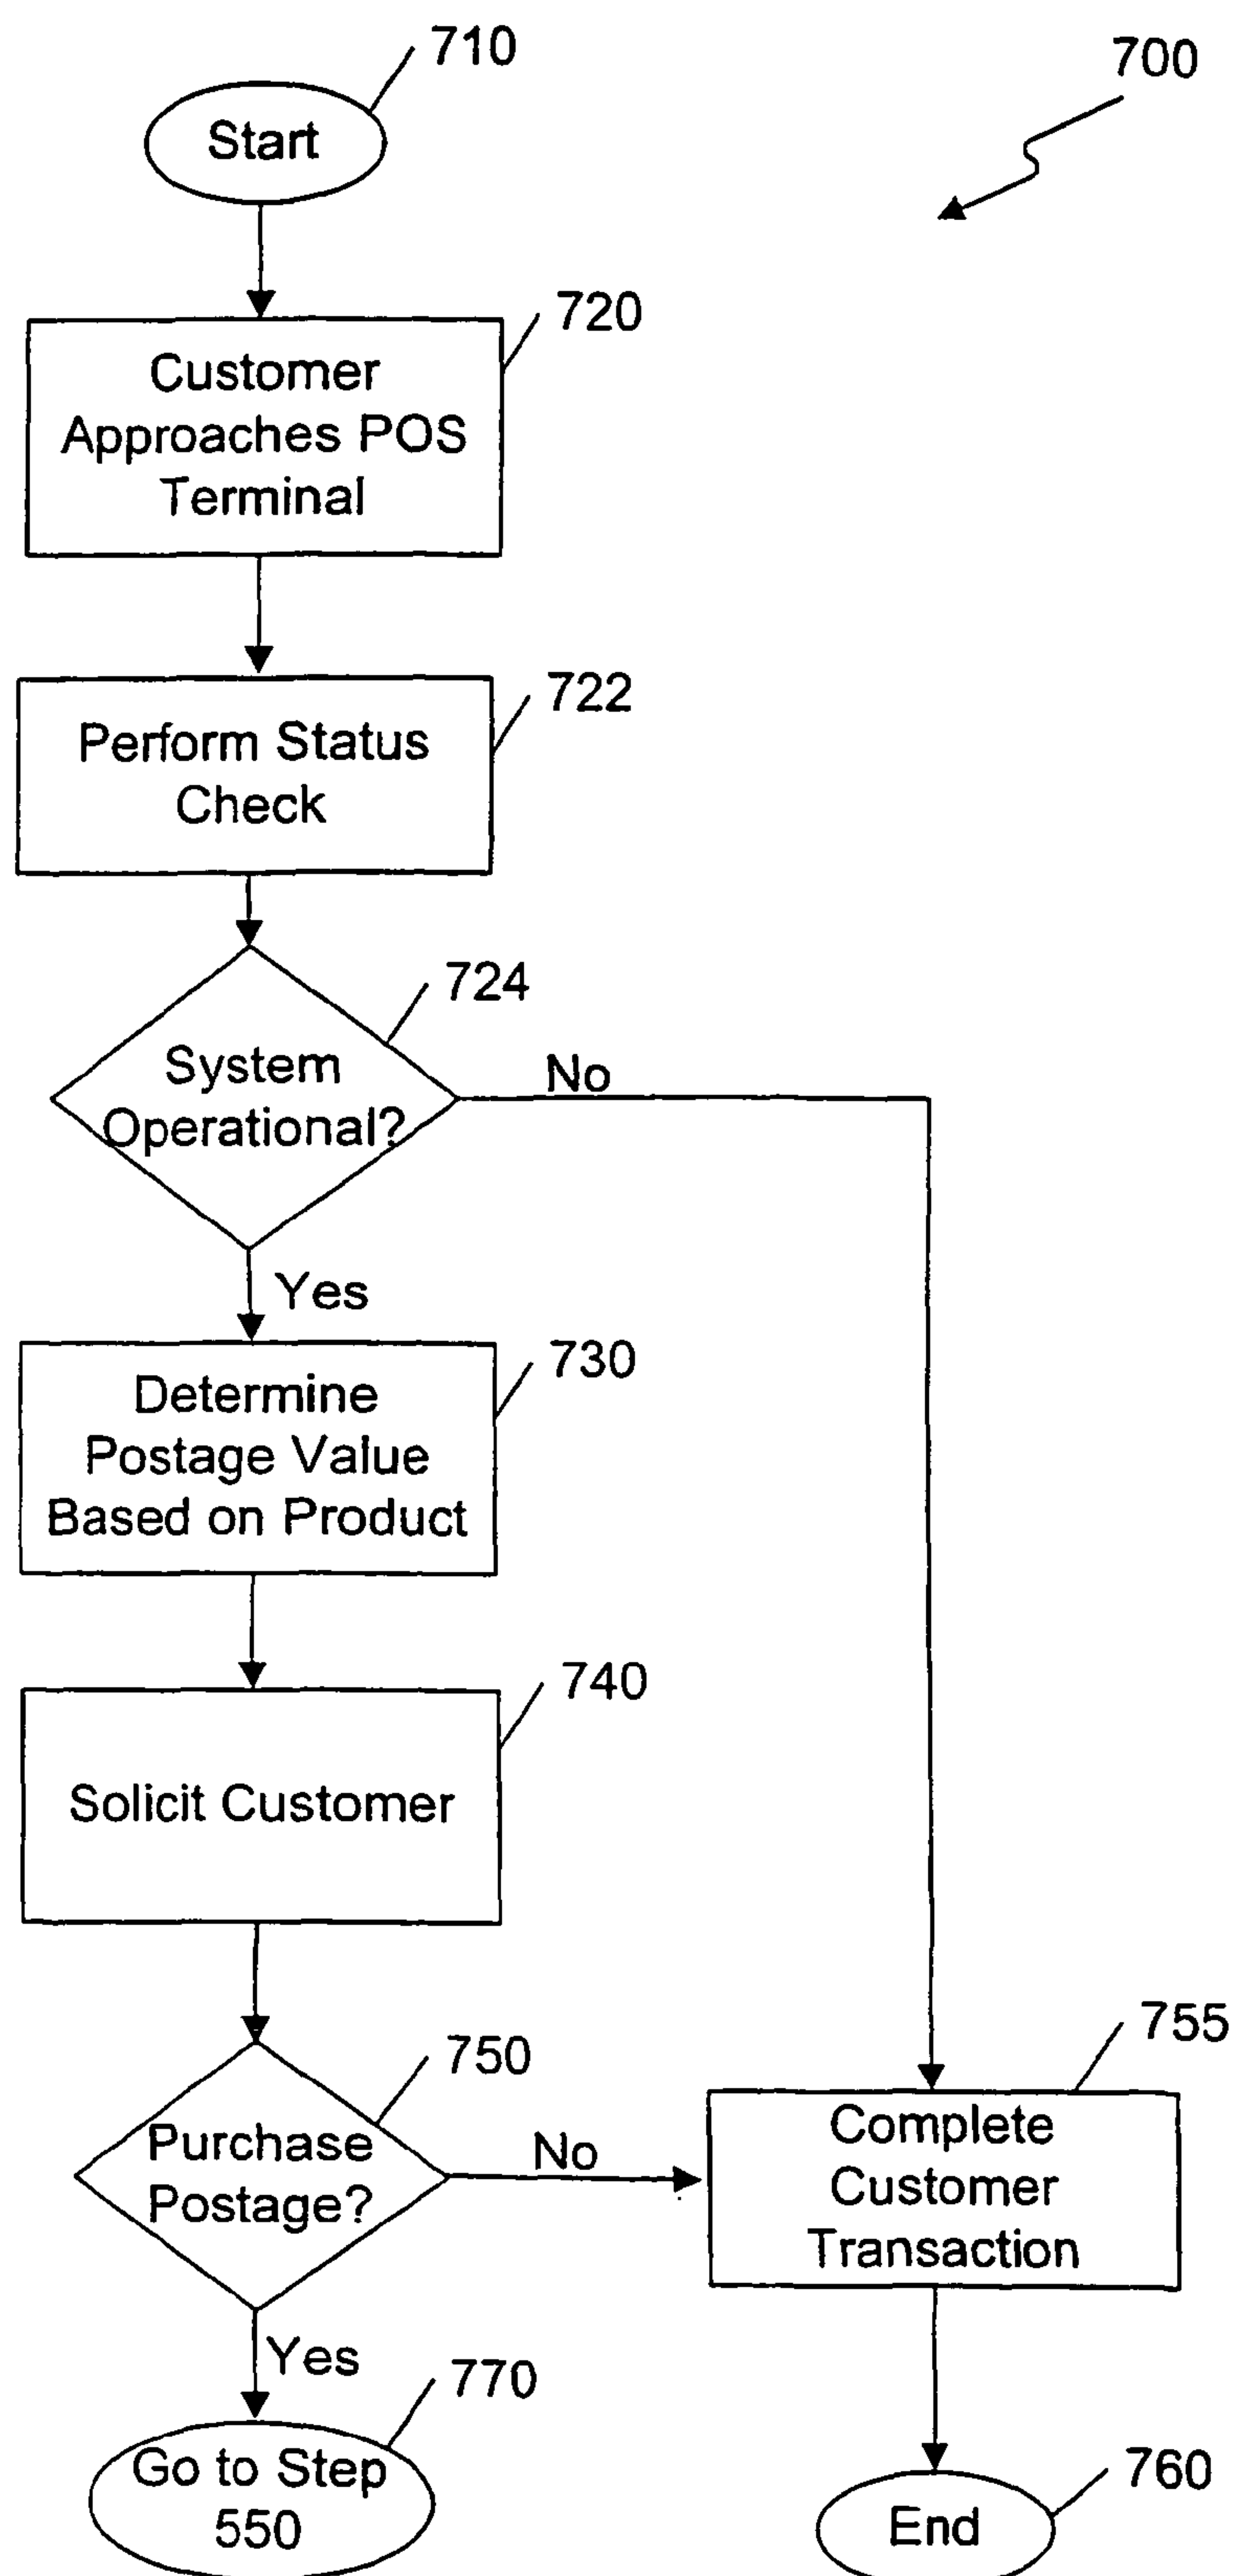 710
700
Start
720
Customer
Approaches POS
Terminal
722
Perform Status
Check
724
System
Operational?
No
Yes
730
Determine
Postage Value
Based on Product
740
Solicit Customer
750
Purchase
Postage?
No
755
Complete
Customer
Transaction
Yes
770
Go to Step
550
760
End